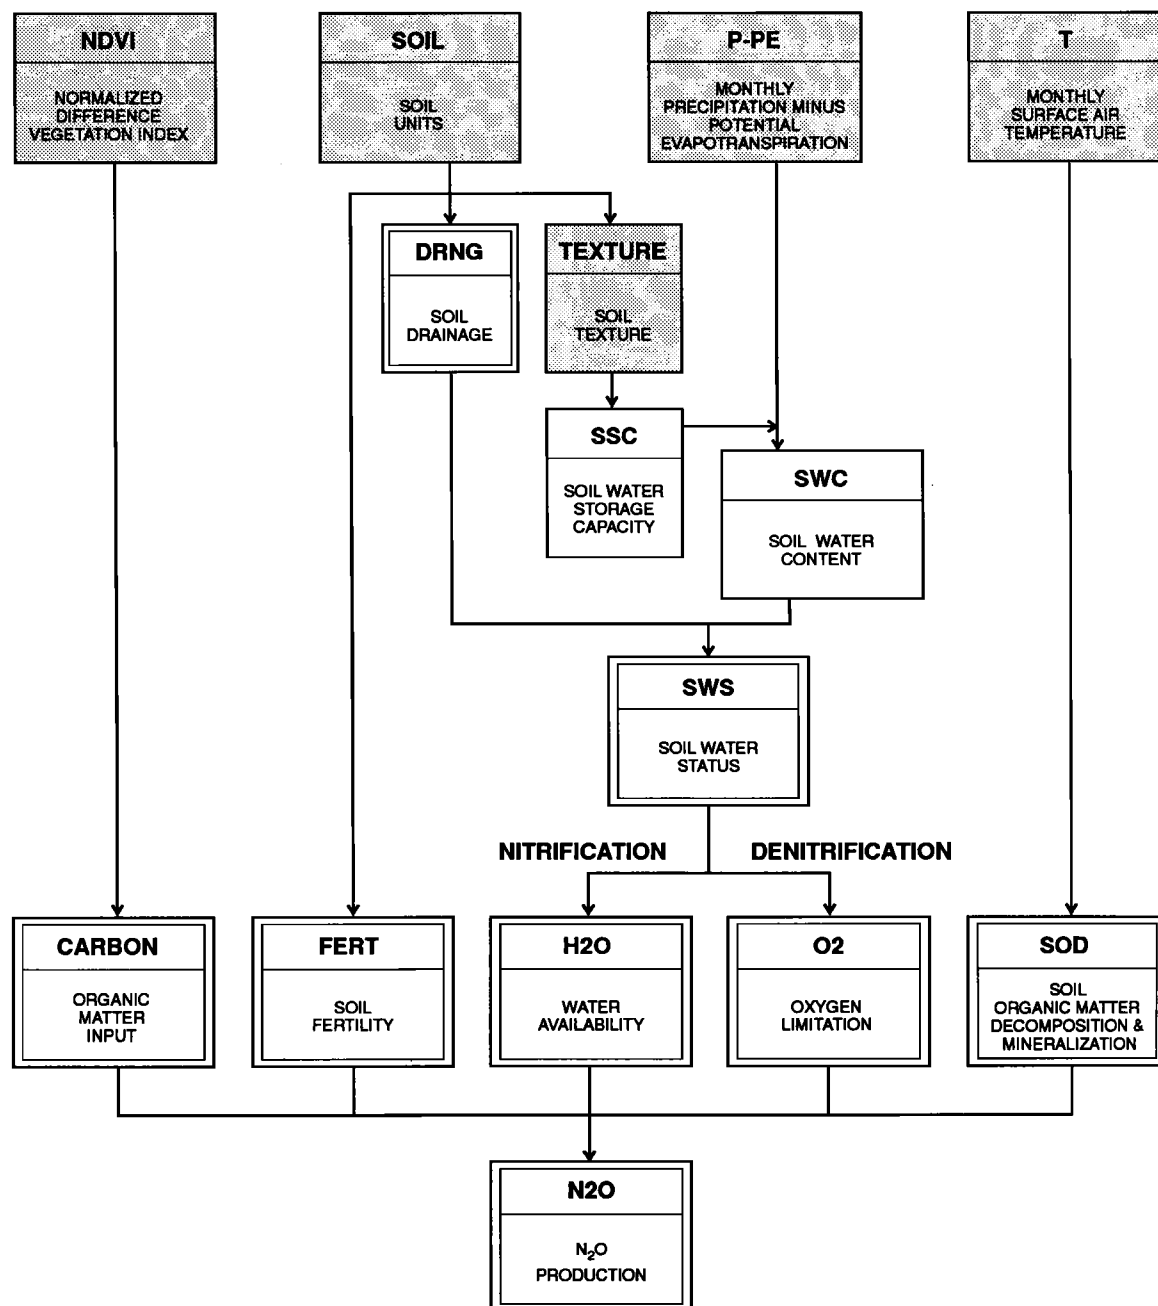 NDVI
NORMALIZED
DIFFERENCE
VEGETATION INDEX
SOIL
SOIL
UNITS
P-PE
MONTHLY
PRECIPITATION MINUS
POTENTIAL
EVAPOTRANSPIRATION
T
MONTHLY
SURFACE AIR
TEMPERATURE
DRNG
SOIL
DRAINAGE
TEXTURE
SOIL
TEXTURE
SSC
SOIL WATER
STORAGE
CAPACITY
SWC
SOIL WATER
CONTENT
SWS
SOIL WATER
STATUS
NITRIFICATION
DENITRIFICATION
CARBON
ORGANIC
MATTER
INPUT
FERT
SOIL
FERTILITY
H2O
WATER
AVAILABILITY
O2
OXYGEN
LIMITATION
SOD
SOIL
ORGANIC MATTER
DECOMPOSITION &
MINERALIZATION
N2O
N₂O
PRODUCTION